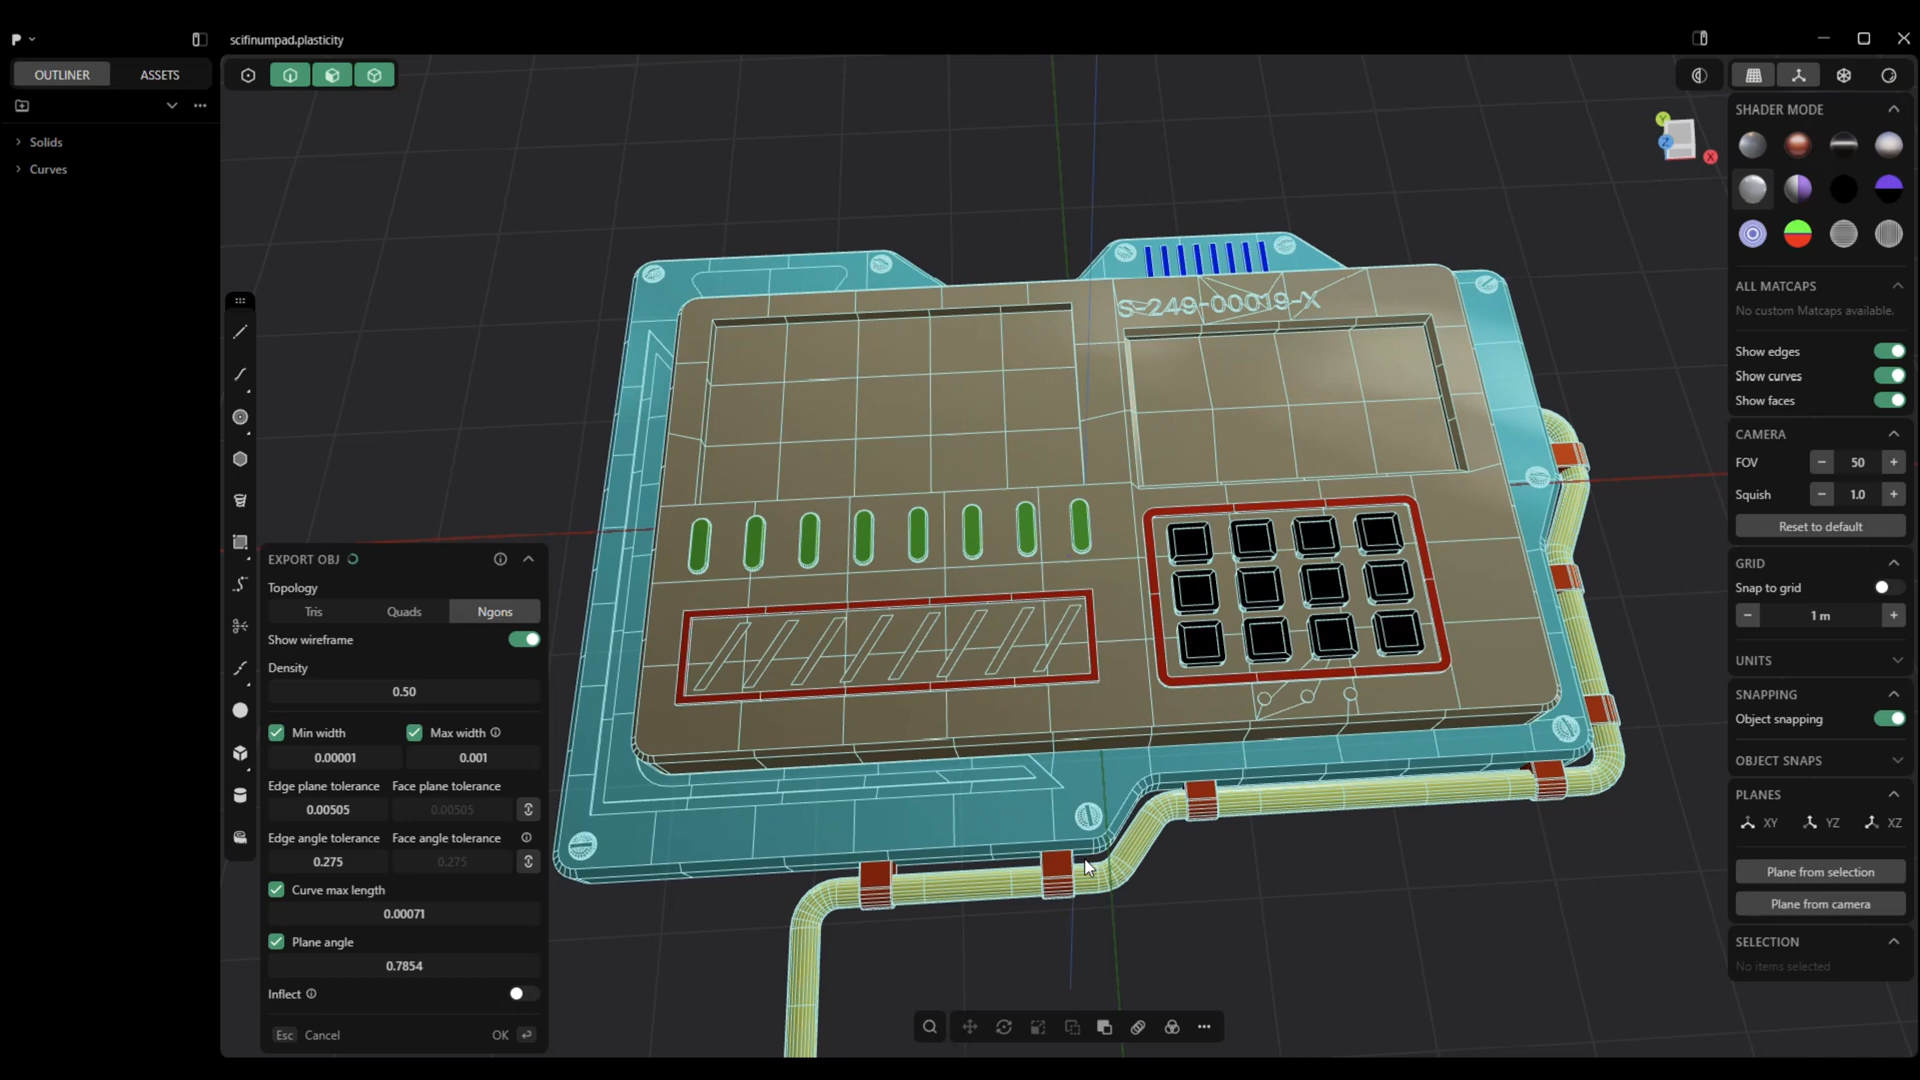 scifinumpad.plasticity
OUTLINER
ASSETS
Solids
Curves
Y
Z
X
S-249-00019-X
EXPORT OBJ
Topology
Tris
Quads
Ngons
Show wireframe
Density
0.50
Min width
Max width
0.00001
0.001
Edge plane tolerance
Face plane tolerance
0.00505
0.00505
Edge angle tolerance
Face angle tolerance
0.275
0.275
Curve max length
0.00071
Plane angle
0.7854
Inflect
Esc
Cancel
OK
SHADER MODE
ALL MATCAPS
No custom Matcaps available.
Show edges
Show curves
Show faces
CAMERA
FOV
50
Squish
1.0
Reset to default
GRID
Snap to grid
1 m
UNITS
SNAPPING
Object snapping
OBJECT SNAPS
PLANES
XY
YZ
XZ
Plane from selection
Plane from camera
SELECTION
No items selected